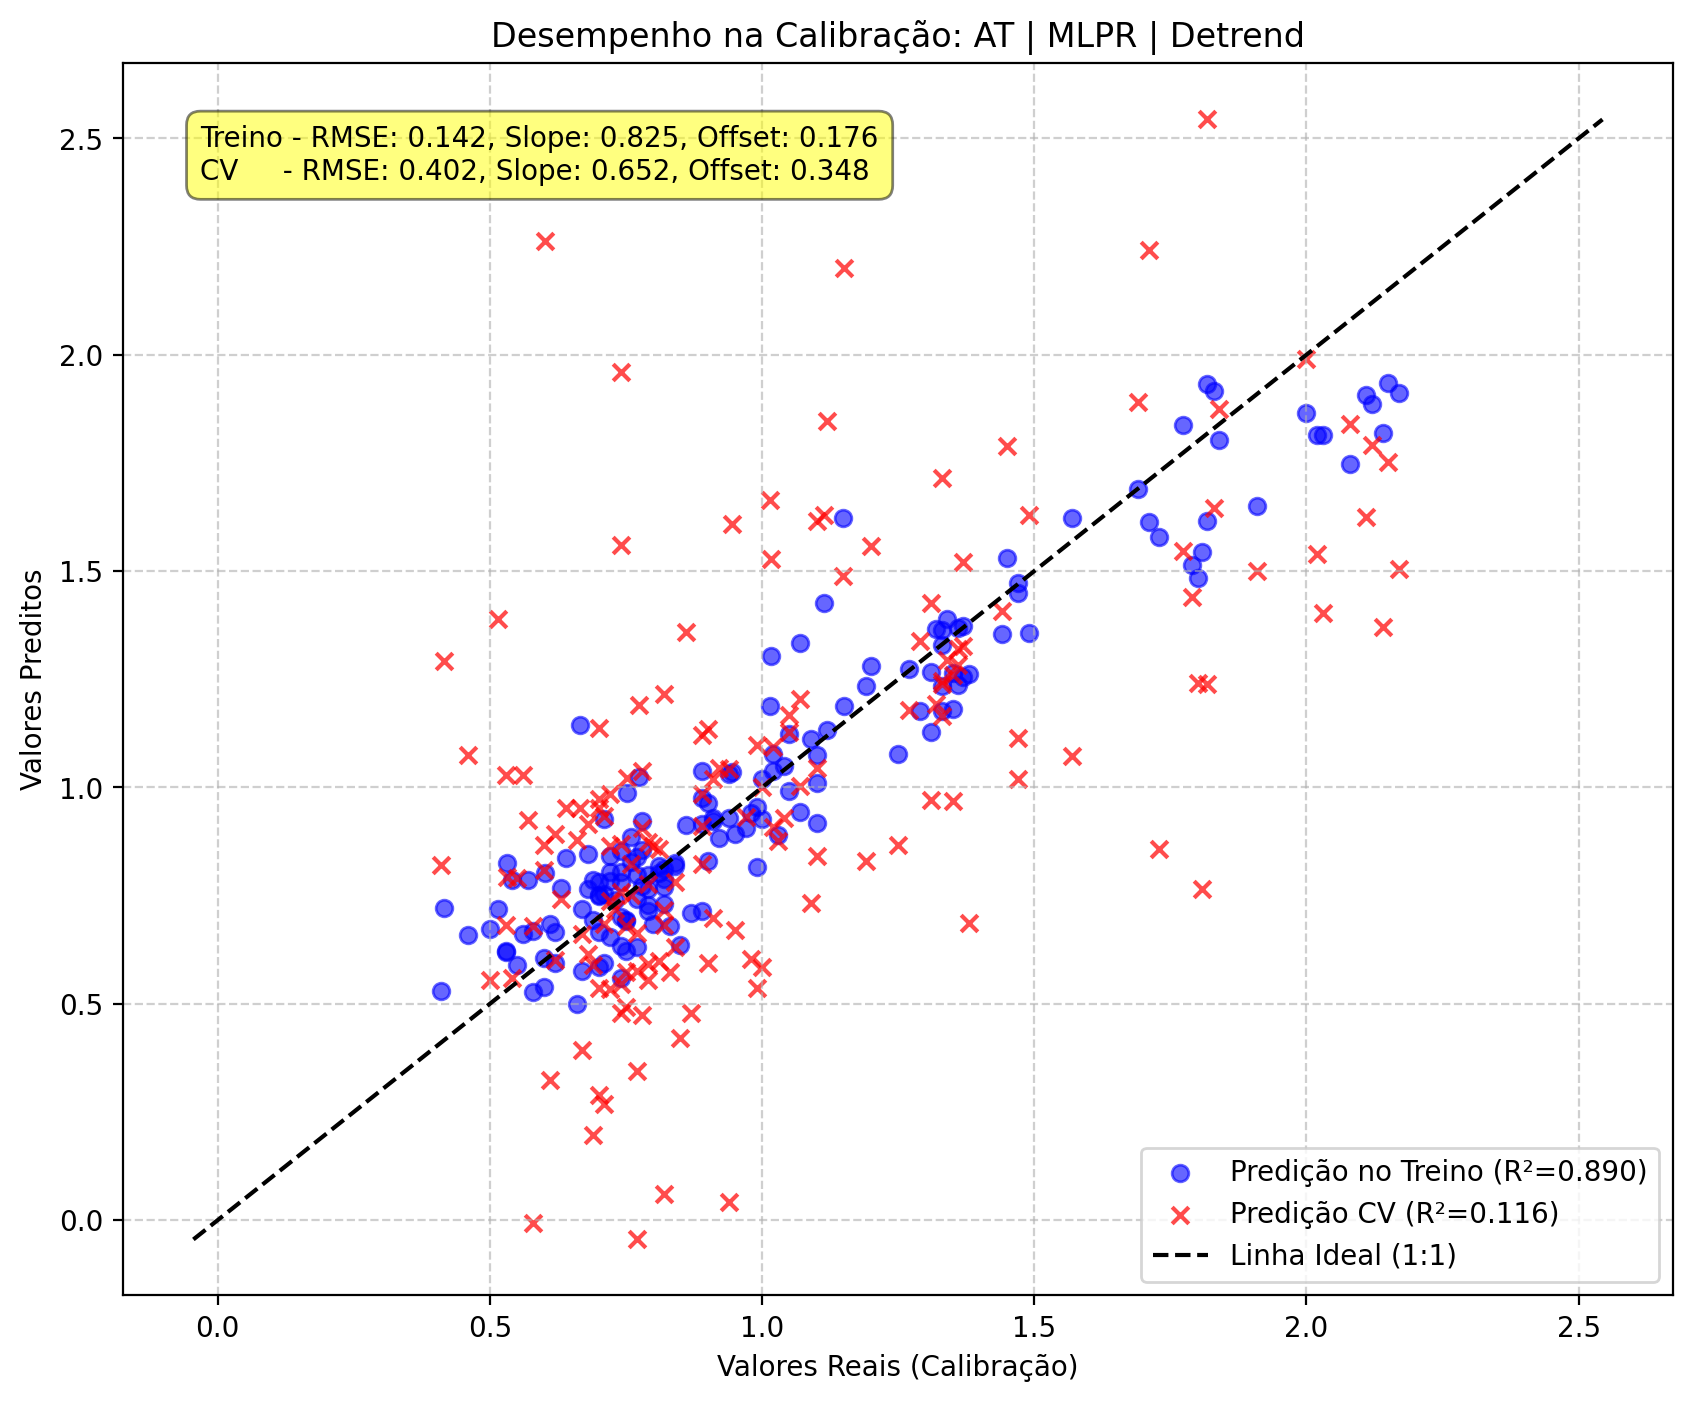 Desempenho na Calibração: AT | MLPR | Detrend
Treino - RMSE: 0.142, Slope: 0.825, Offset: 0.176
CV - RMSE: 0.402, Slope: 0.652, Offset: 0.348
Valores Preditos
2.5
2.0
1.5
1.0
0.5
0.0
Predição no Treino (R²=0.890)
Predição CV (R²=0.116)
Linha Ideal (1:1)
0.0 0.5 1.0 1.5 2.0 2.5
Valores Reais (Calibração)